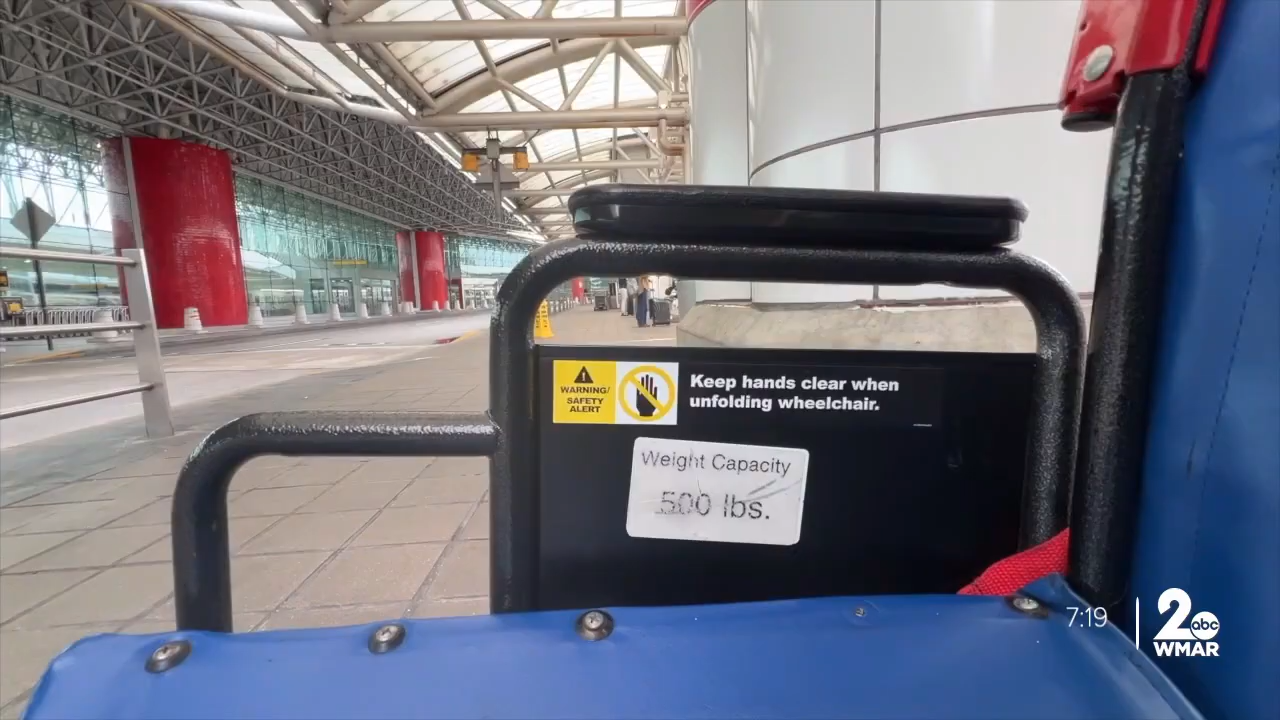 WARNING/
SAFETY
ALERT
Keep hands clear when
unfolding wheelchair.
Weight Capacity
500 lbs.
7:19
2
abc
WMAR